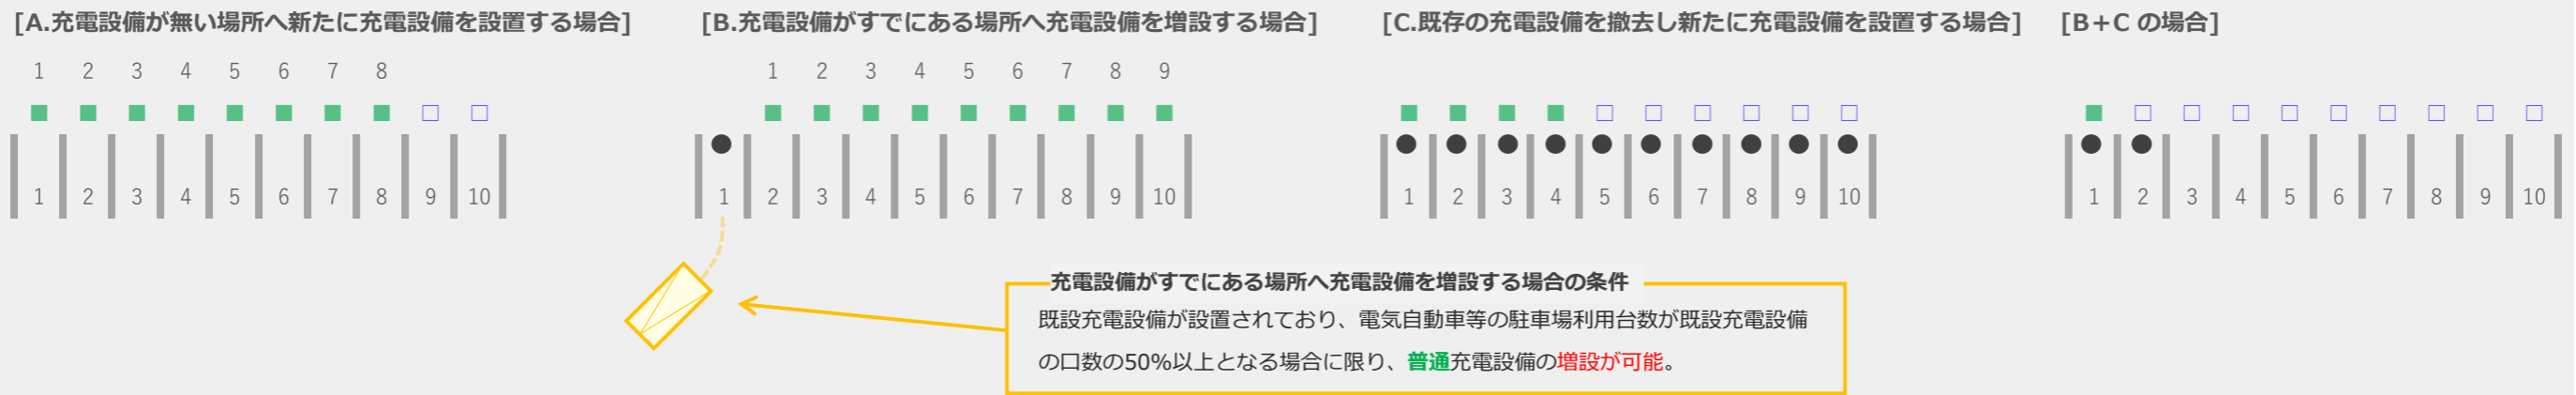 [A.充電設備が無い場所へ新たに充電設備を設置する場合]
1 2 3 4 5 6 7 8
1 2 3 4 5 6 7 8 9 10
[B.充電設備がすでにある場所へ充電設備を増設する場合]
1 2 3 4 5 6 7 8 9
1 2 3 4 5 6 7 8 9 10
[C.既存の充電設備を撤去し新たに充電設備を設置する場合]
1 2 3 4 5 6 7 8 9 10
[B＋C の場合]
1 2 3 4 5 6 7 8 9 10
充電設備がすでにある場所へ充電設備を増設する場合の条件
既設充電設備が設置されており、電気自動車等の駐車場利用台数が既設充電設備
の口数の50%以上となる場合に限り、普通充電設備の増設が可能。